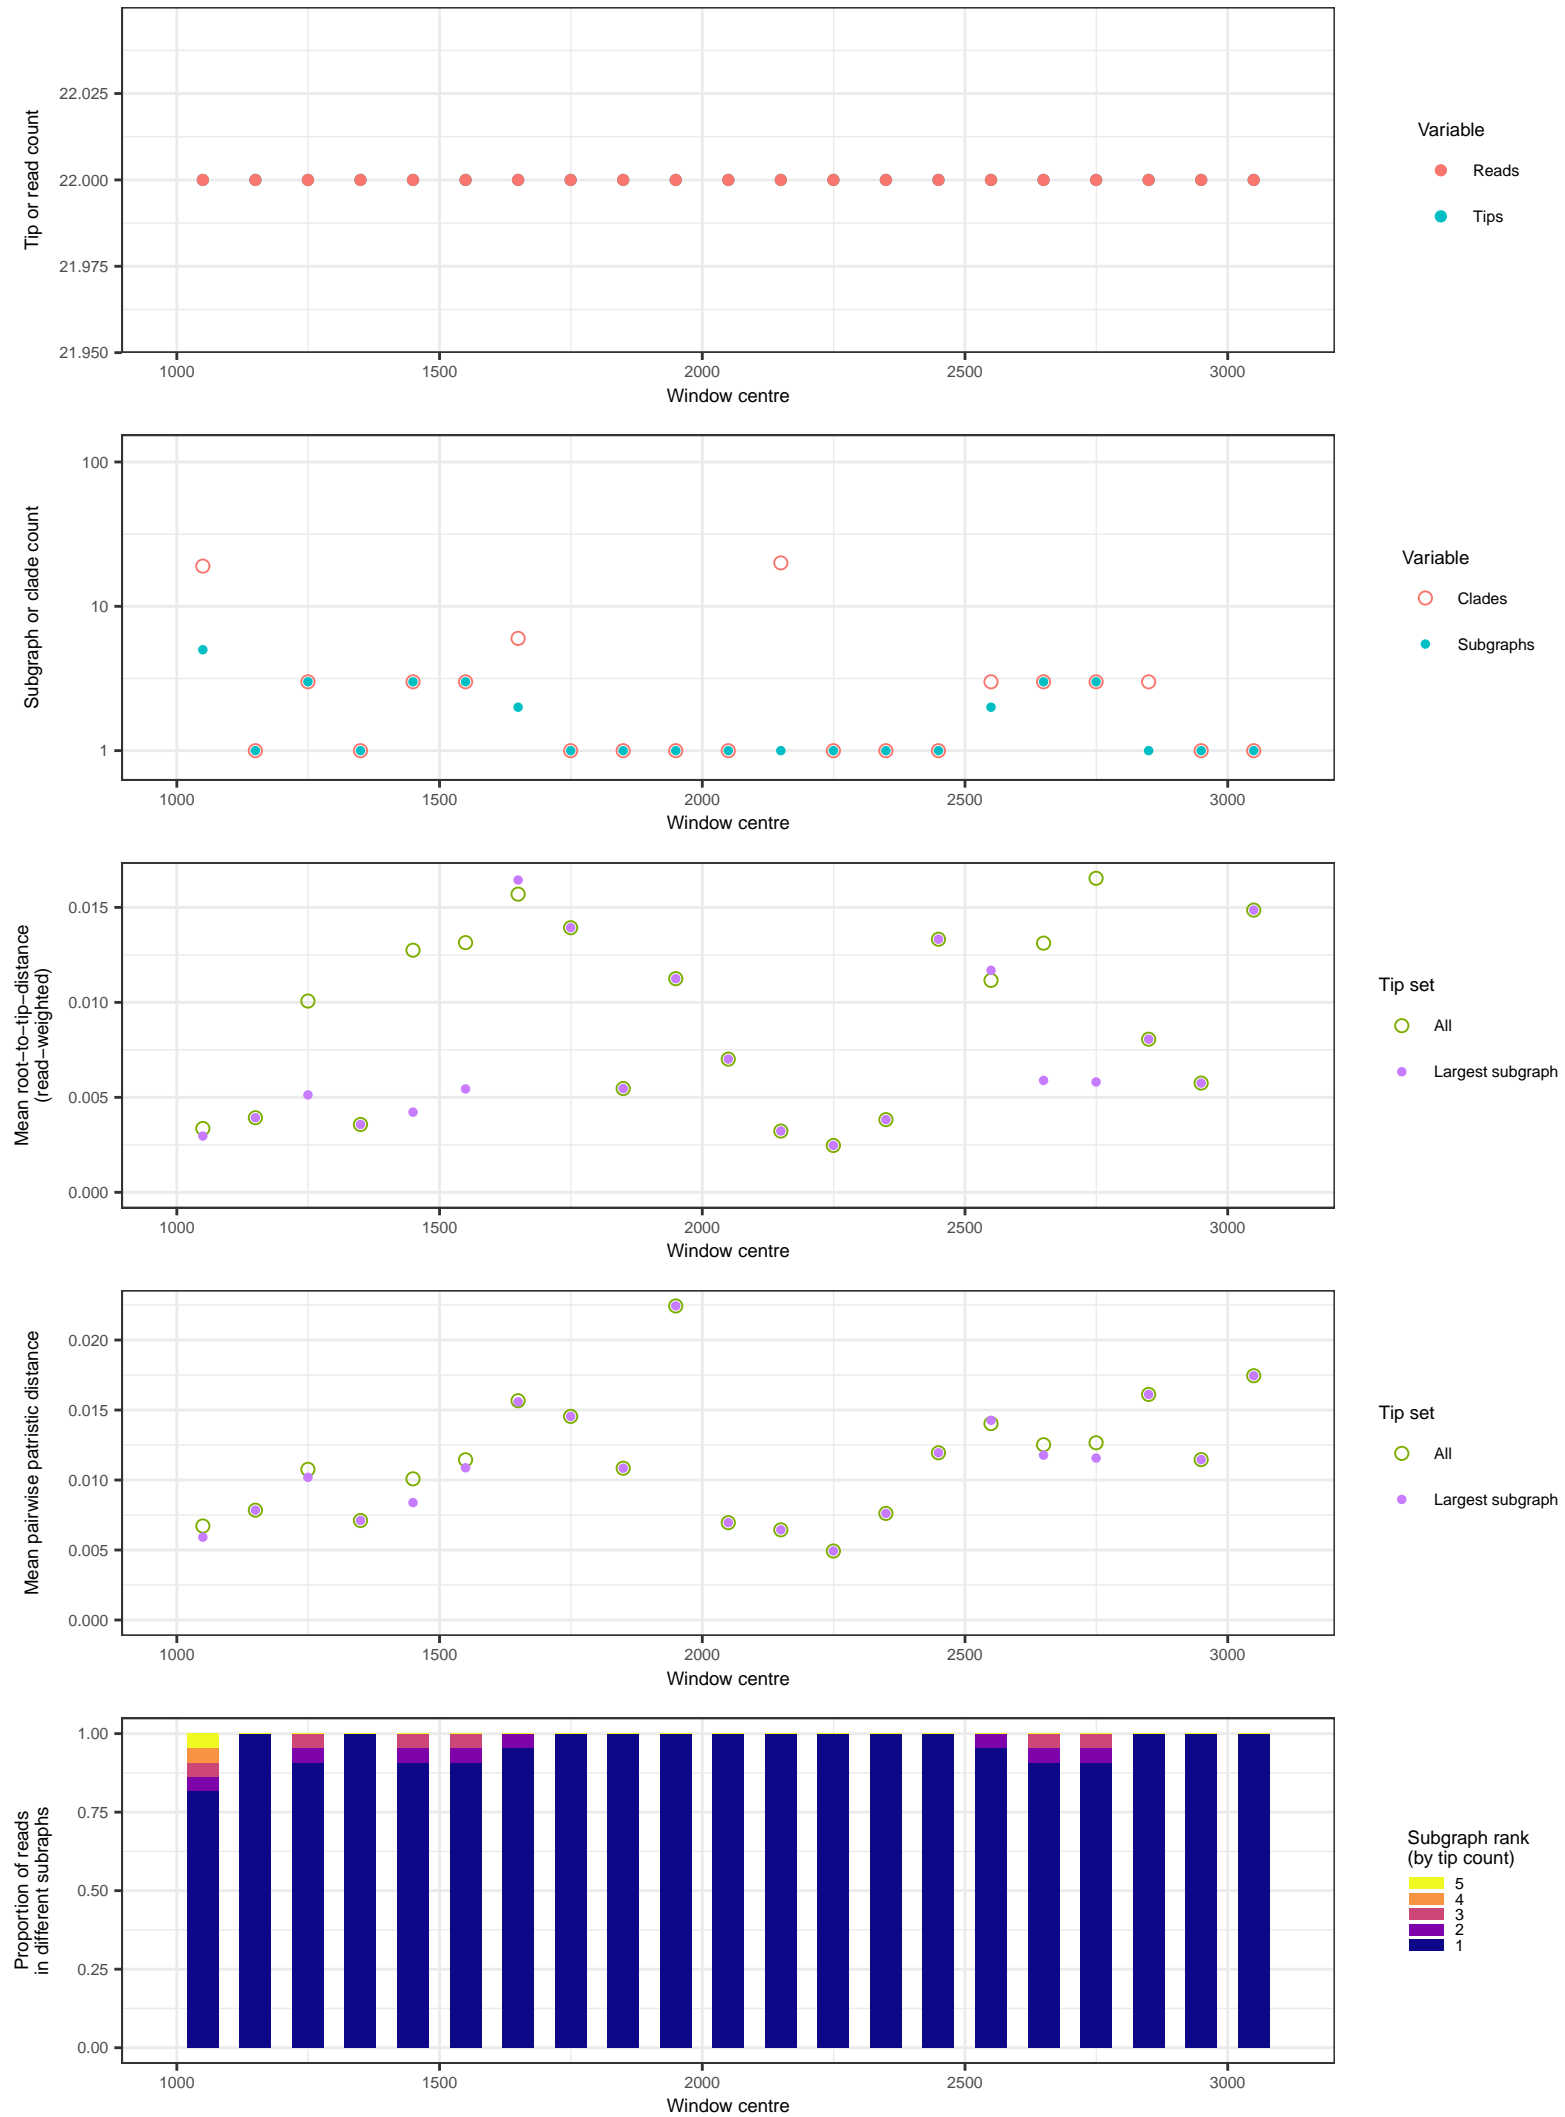 22.025
22.000
21.975
21.950
Tip or read count
1000 1500 2000 2500 3000
Window centre
Variable
Reads
Tips
100
10
1
Subgraph or clade count
1000 1500 2000 2500 3000
Window centre
Variable
Clades
Subgraphs
0.015
0.010
0.005
0.000
Mean root−to−tip−distance
(read−weighted)
1000 1500 2000 2500 3000
Window centre
Tip set
All
Largest subgraph
0.020
0.015
0.010
0.005
0.000
Mean pairwise patristic distance
1000 1500 2000 2500 3000
Window centre
Tip set
All
Largest subgraph
1.00
0.75
0.50
0.25
0.00
Proportion of reads
in different subraphs
1000 1500 2000 2500 3000
Window centre
Subgraph rank
(by tip count)
5
4
3
2
1